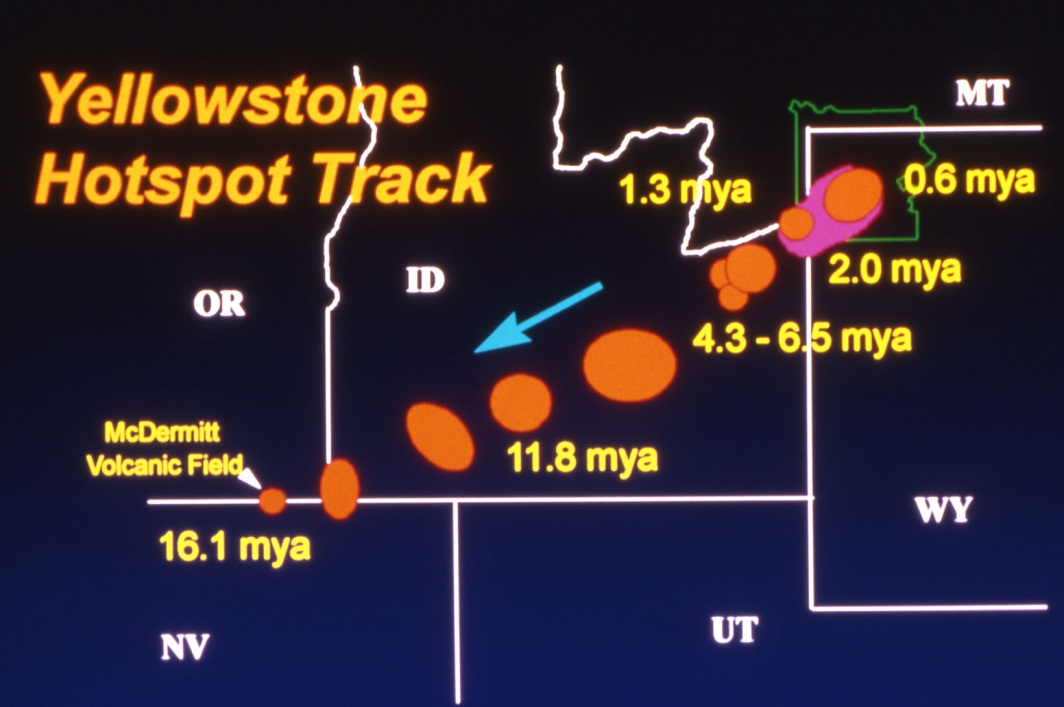 Yellowstone
Hotspot Track
MT
1.3 mya
0.6 mya
2.0 mya
ID
OR
4.3 - 6.5 mya
McDermitt
Volcanic Field
11.8 mya
16.1 mya
WY
NV
UT